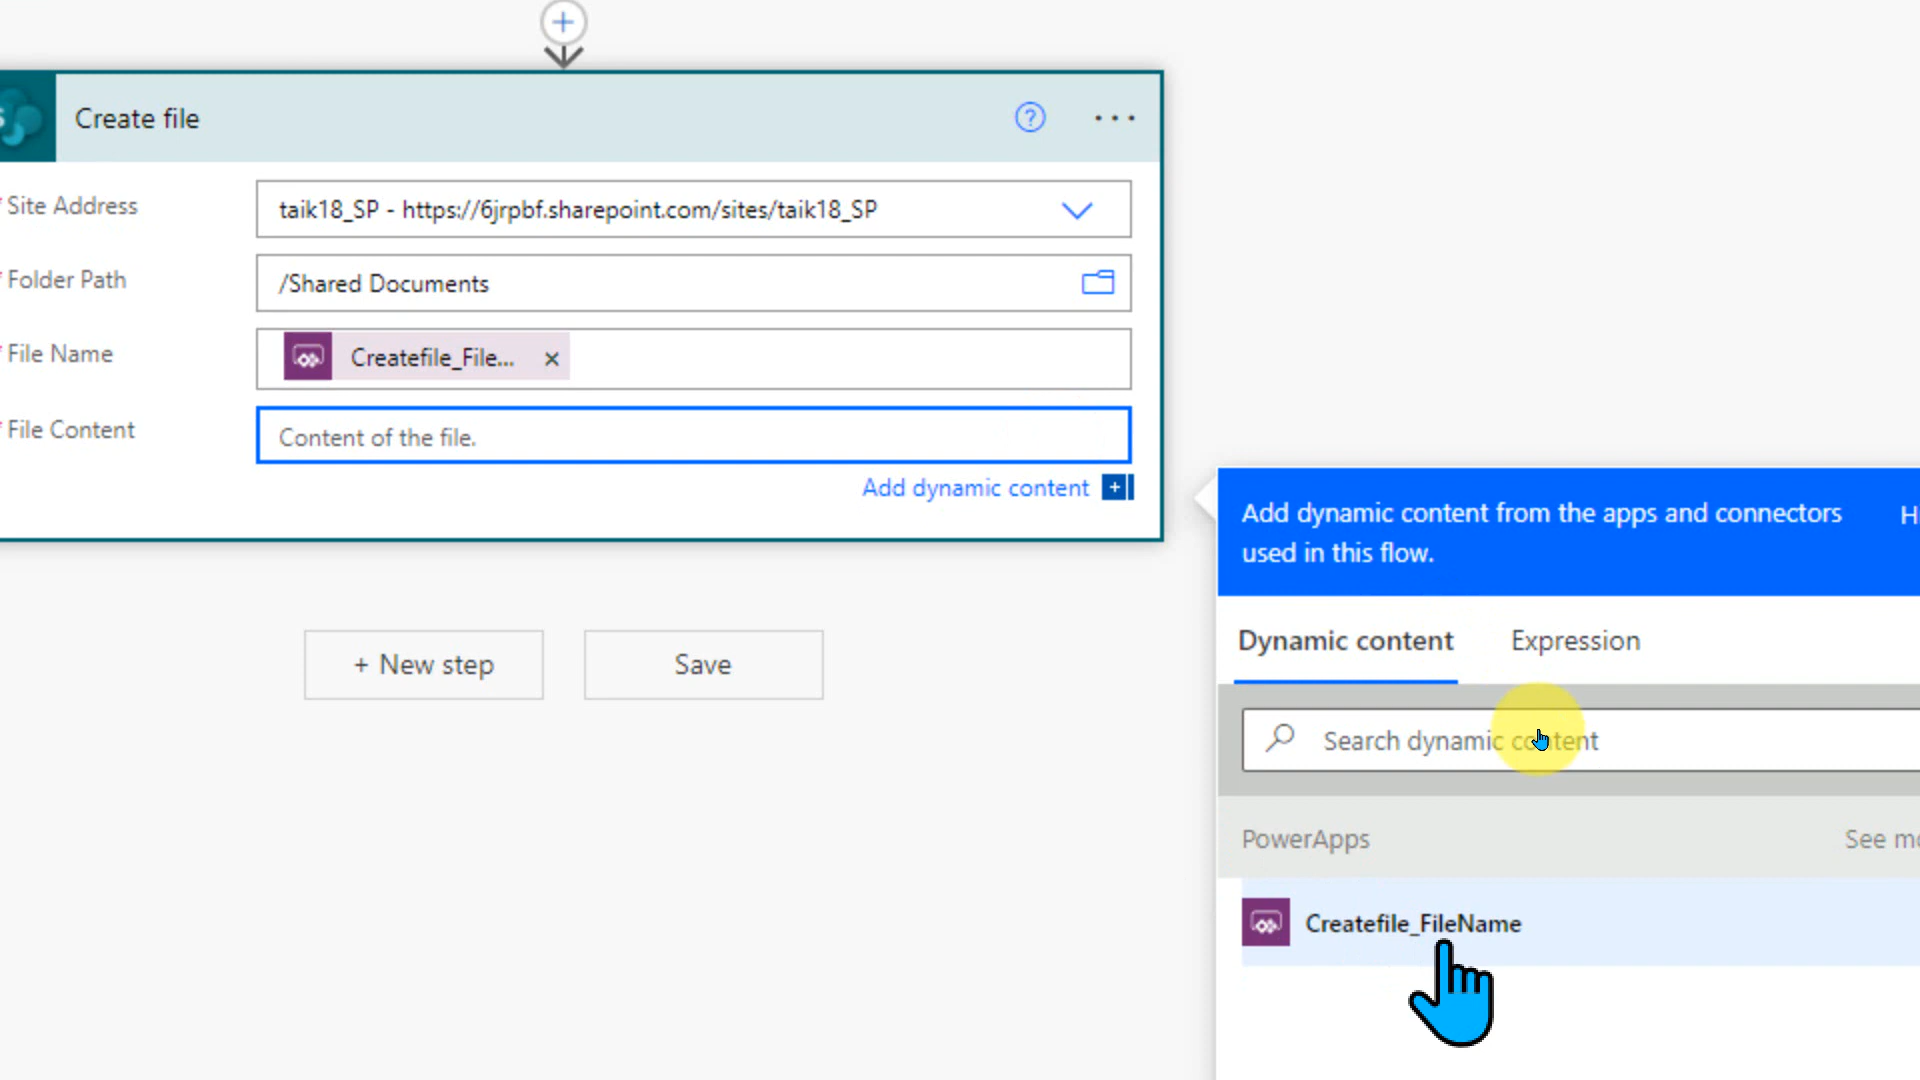 Create file
* Site Address
taik18_SP - https://6jrpbf.sharepoint.com/sites/taik18_SP
* Folder Path
/Shared Documents
* File Name
Createfile_File...
* File Content
Content of the file.
Add dynamic content
Add dynamic content from the apps and connectors
used in this flow.
Dynamic content Expression
Search dynamic content
PowerApps
See
Createfile_FileName
+ New step
Save